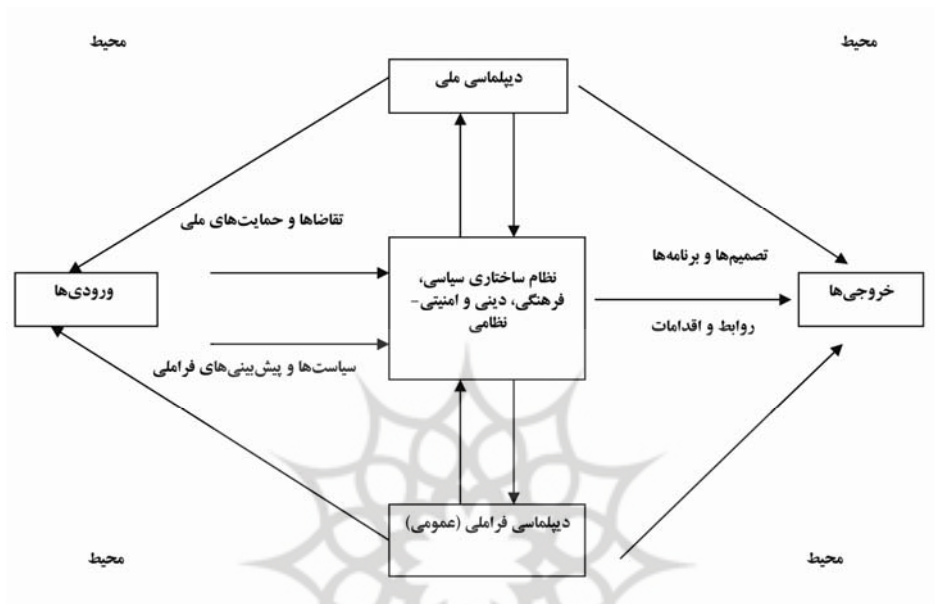 محیط
محیط
دیپلماسی ملی
تقاضاها و حمایت‌های ملی
تصمیم‌ها و برنامه‌ها
نظام ساختاری سیاسی،
فرهنگی، دینی و امنیتی-
نظامی
خروجی‌ها
ورودی‌ها
روابط و اقدامات
سیاست‌ها و پیش‌بینی‌های فراملی
دیپلماسی فراملی (عمومی)
محیط
محیط